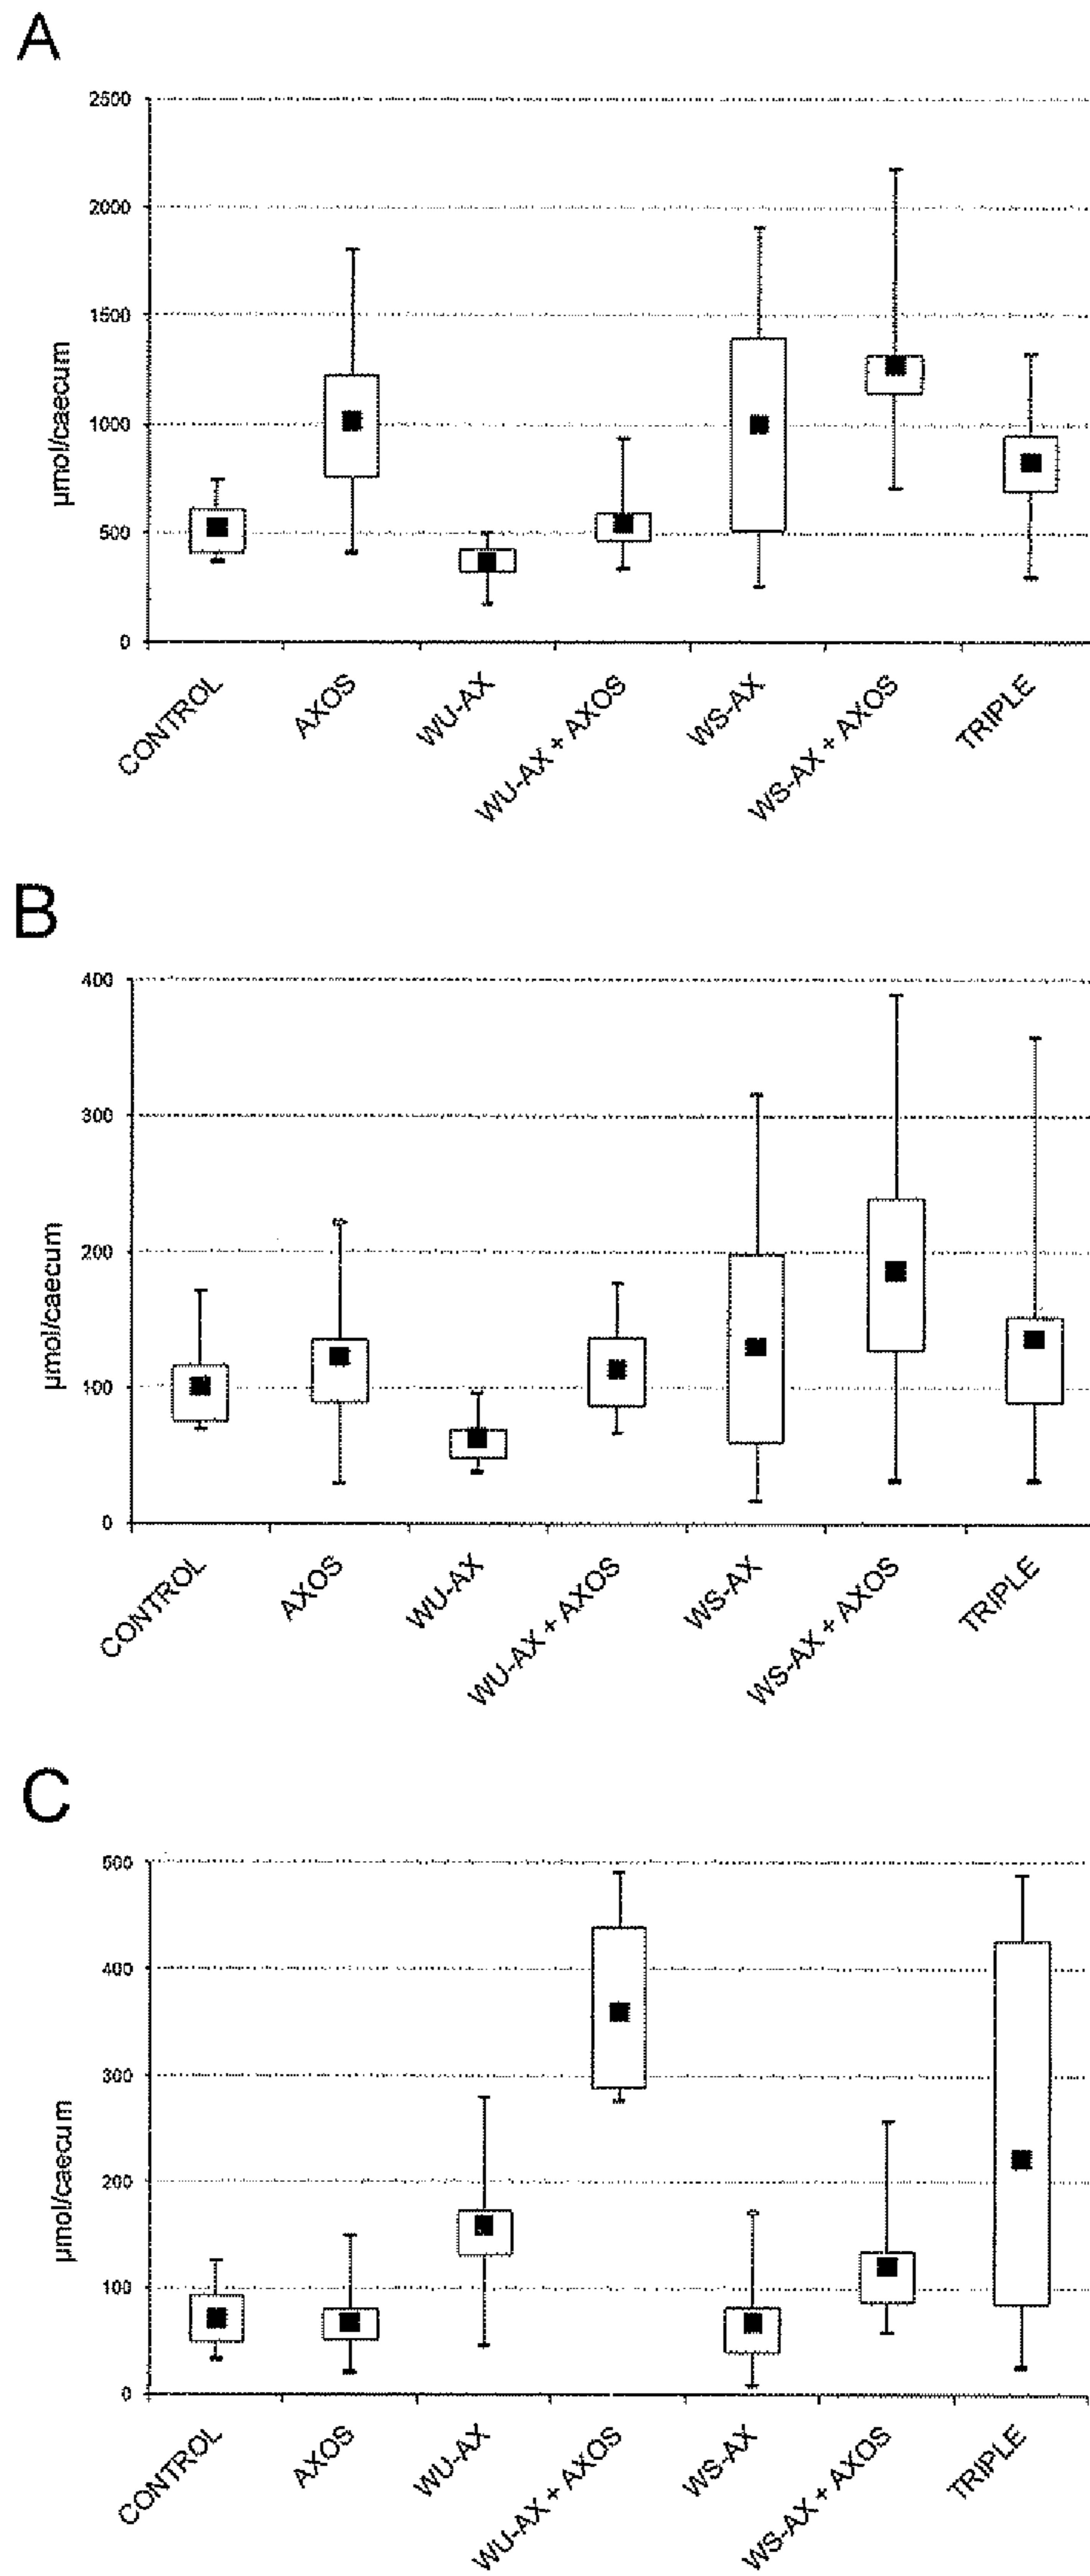 A
2500
2000
1500
1000
500
0
µmol/caecum
CONTROL
AXOS
WU-AX
WU-AX + AXOS
WS-AX
WS-AX + AXOS
TRIPLE
B
400
300
200
100
0
µmol/caecum
CONTROL
AXOS
WU-AX
WU-AX + AXOS
WS-AX
WS-AX + AXOS
TRIPLE
C
500
400
300
200
100
0
µmol/caecum
CONTROL
AXOS
WU-AX
WU-AX + AXOS
WS-AX
WS-AX + AXOS
TRIPLE